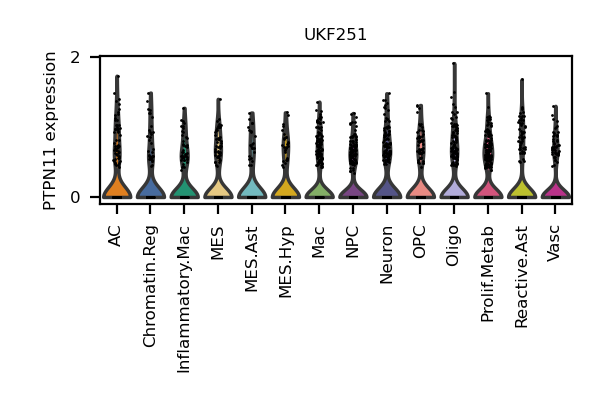 UKF251
PTPN11 expression
2
0
AC
Chromatin.Reg
Inflammatory.Mac
MES
MES.Ast
MES.Hyp
Mac
NPC
Neuron
OPC
Oligo
Prolif.Metab
Reactive.Ast
Vasc